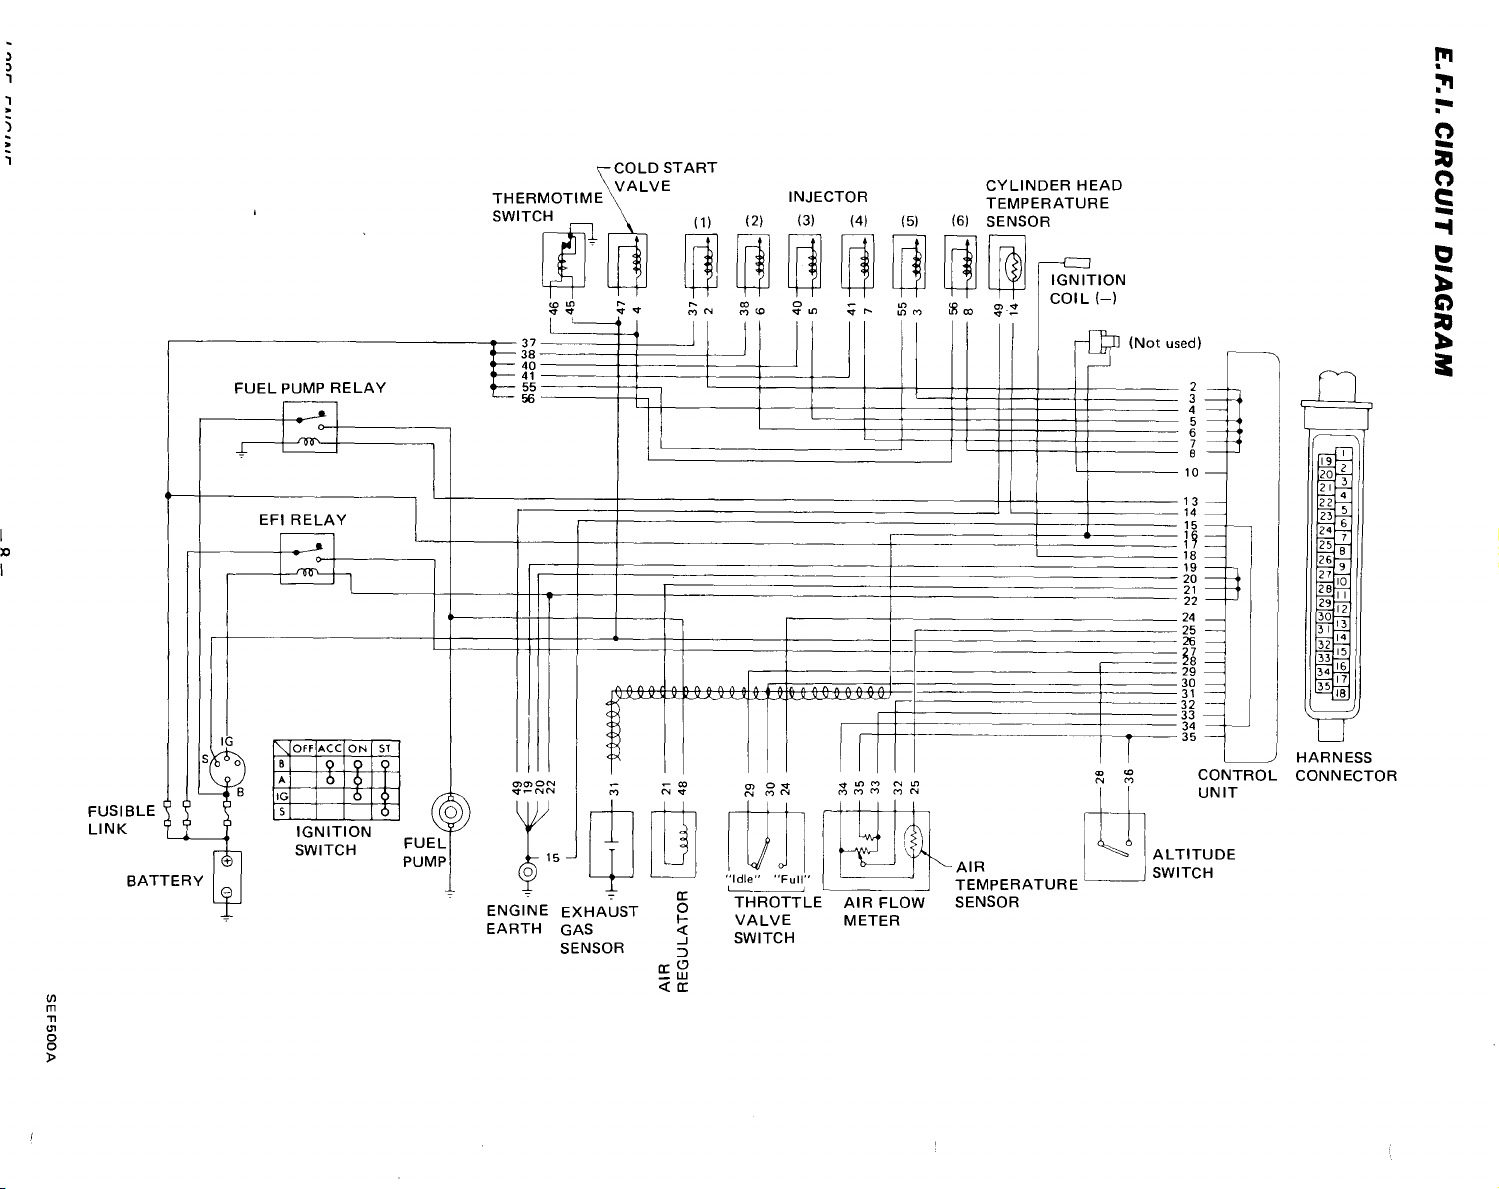 E.F.I. CIRCUIT DIAGRAM
COLD START
VALVE
THERMOTIME
SWITCH
INJECTOR
(1) (2) (3) (4) (5) (6)
CYLINDER HEAD
TEMPERATURE
SENSOR
IGNITION
COIL (–)
46 45 47 4 37 2 38 6 40 5 41 7 55 3 56 8 49 14
(Not used)
37
38
40
41
55
56
FUEL PUMP RELAY
EFI RELAY
2
3
4
5
6
7
8
10
13
14
15
16
17
18
19
20
21
22
24
25
26
27
28
29
30
31
32
33
34
35
19
20
21
22
23
24
25
26
27
28
29
30
31
32
33
34
35
1
2
3
4
5
6
7
8
9
10
11
12
13
14
15
16
17
18
HARNESS
CONNECTOR
CONTROL
UNIT
IG
S
B
OFF ACC ON ST
B
A
IG
S
IGNITION
SWITCH
FUSIBLE
LINK
BATTERY
FUEL
PUMP
49 19 20 22 31 21 48 29 30 24 34 35 33 32 25 28 36
15
ENGINE
EARTH
EXHAUST
GAS
SENSOR
AIR
REGULATOR
"Idle" "Full"
THROTTLE
VALVE
SWITCH
AIR FLOW
METER
AIR
TEMPERATURE
SENSOR
ALTITUDE
SWITCH
– 8 –
SEF500A